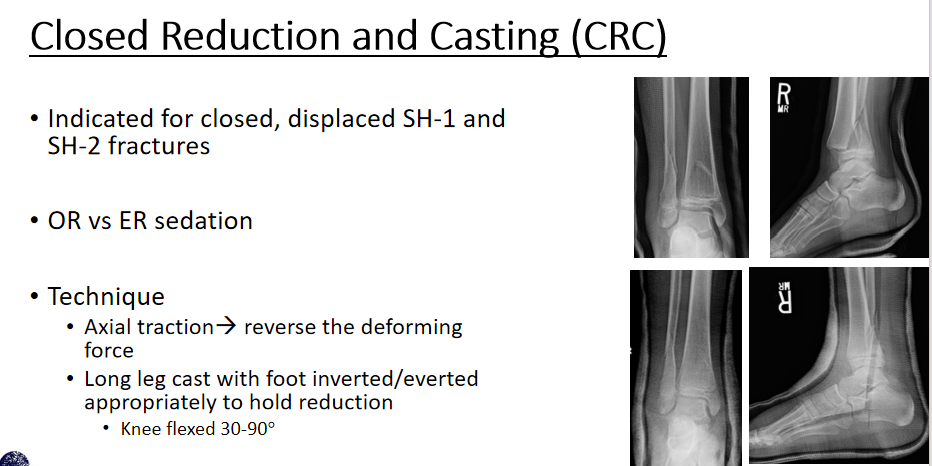 Closed Reduction and Casting (CRC)
• Indicated for closed, displaced SH-1 and
SH-2 fractures
• OR vs ER sedation
• Technique
• Axial traction→ reverse the deforming
force
• Long leg cast with foot inverted/everted
appropriately to hold reduction
• Knee flexed 30-90°
R
MR
R
MR